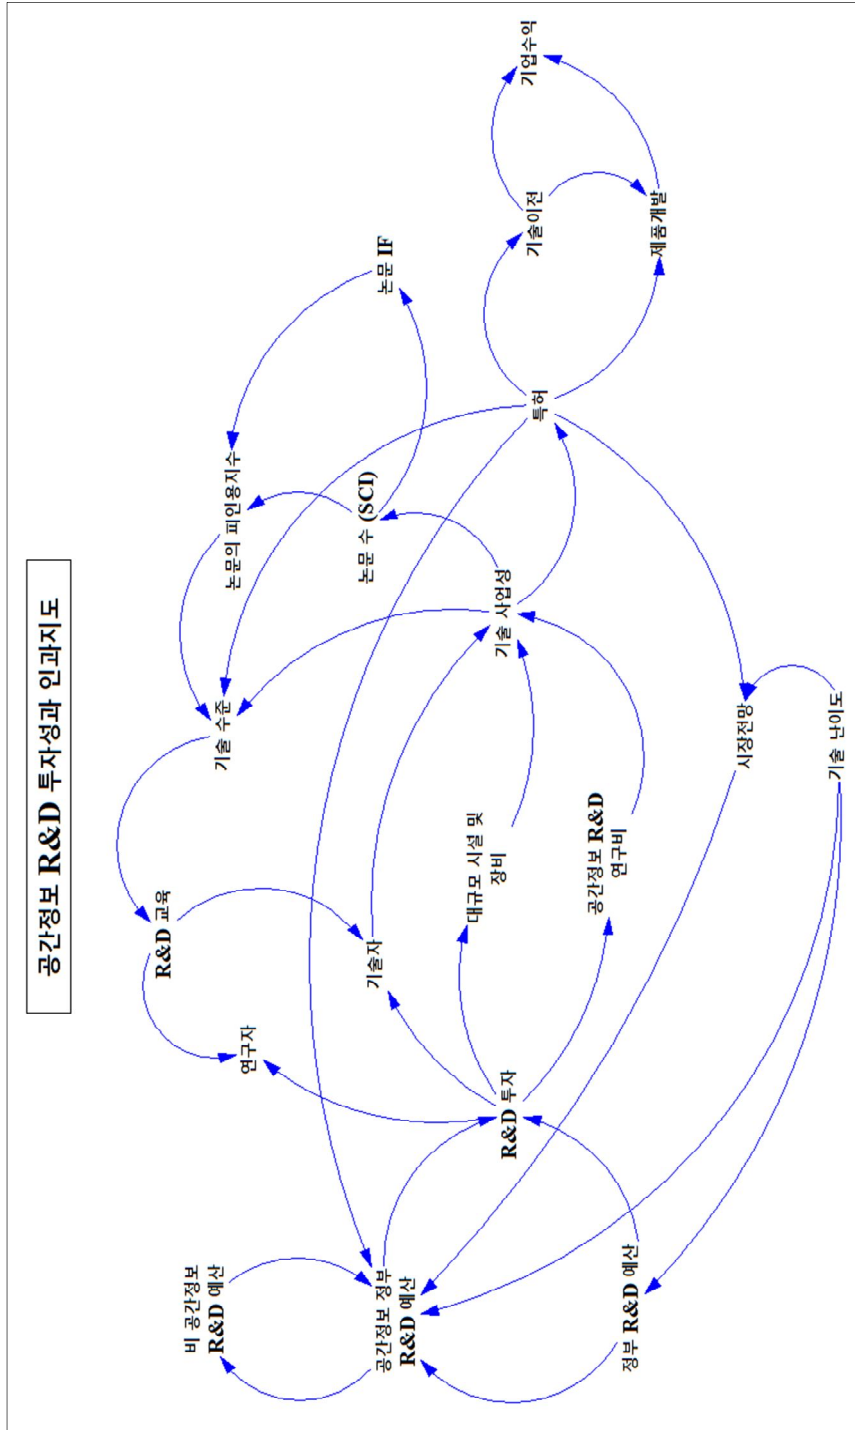 공간정보 R&D 투자성과 인과지도
R&D 교육
기술 수준
논문의 피인용지수
논문 IF
비 공간정보
R&D 예산
연구자
기술자
논문 수 (SCI)
공간정보 정부
R&D 예산
R&D 투자
대규모 시설 및
장비
기술 사업성
특허
기술이전
기업수익
공간정보 R&D
연구비
제품개발
정부 R&D 예산
시장전망
기술 난이도